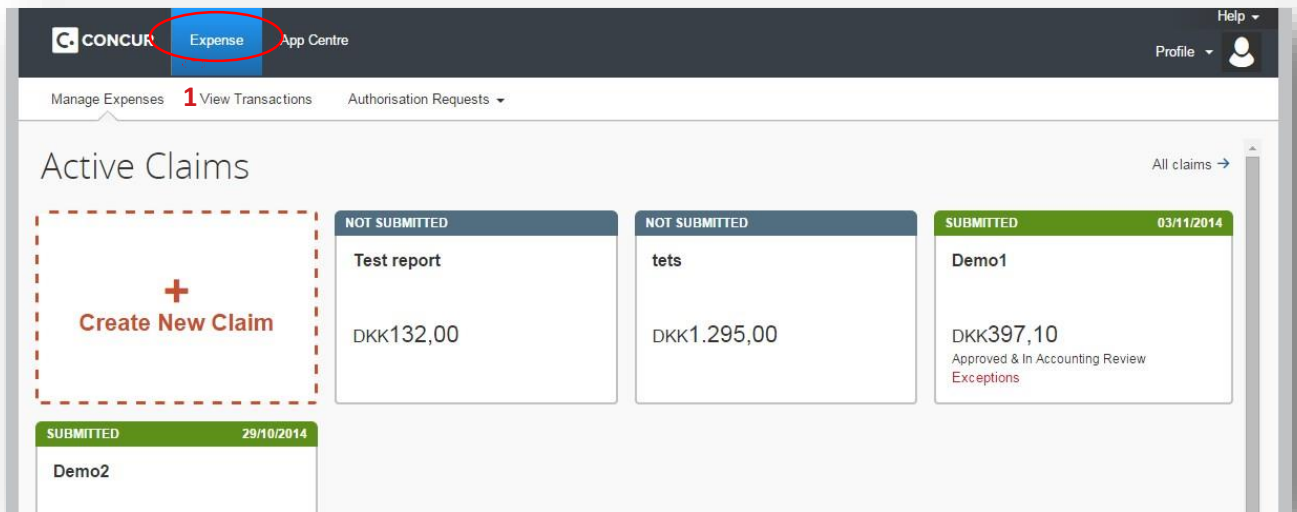 Help
C. CONCUR Expense App Centre
Profile
Manage Expenses 1 View Transactions Authorisation Requests
Active Claims
All claims →
+
Create New Claim
NOT SUBMITTED
Test report
DKK132,00
NOT SUBMITTED
tets
DKK1.295,00
SUBMITTED 03/11/2014
Demo1
DKK397,10
Approved & In Accounting Review
Exceptions
SUBMITTED 29/10/2014
Demo2